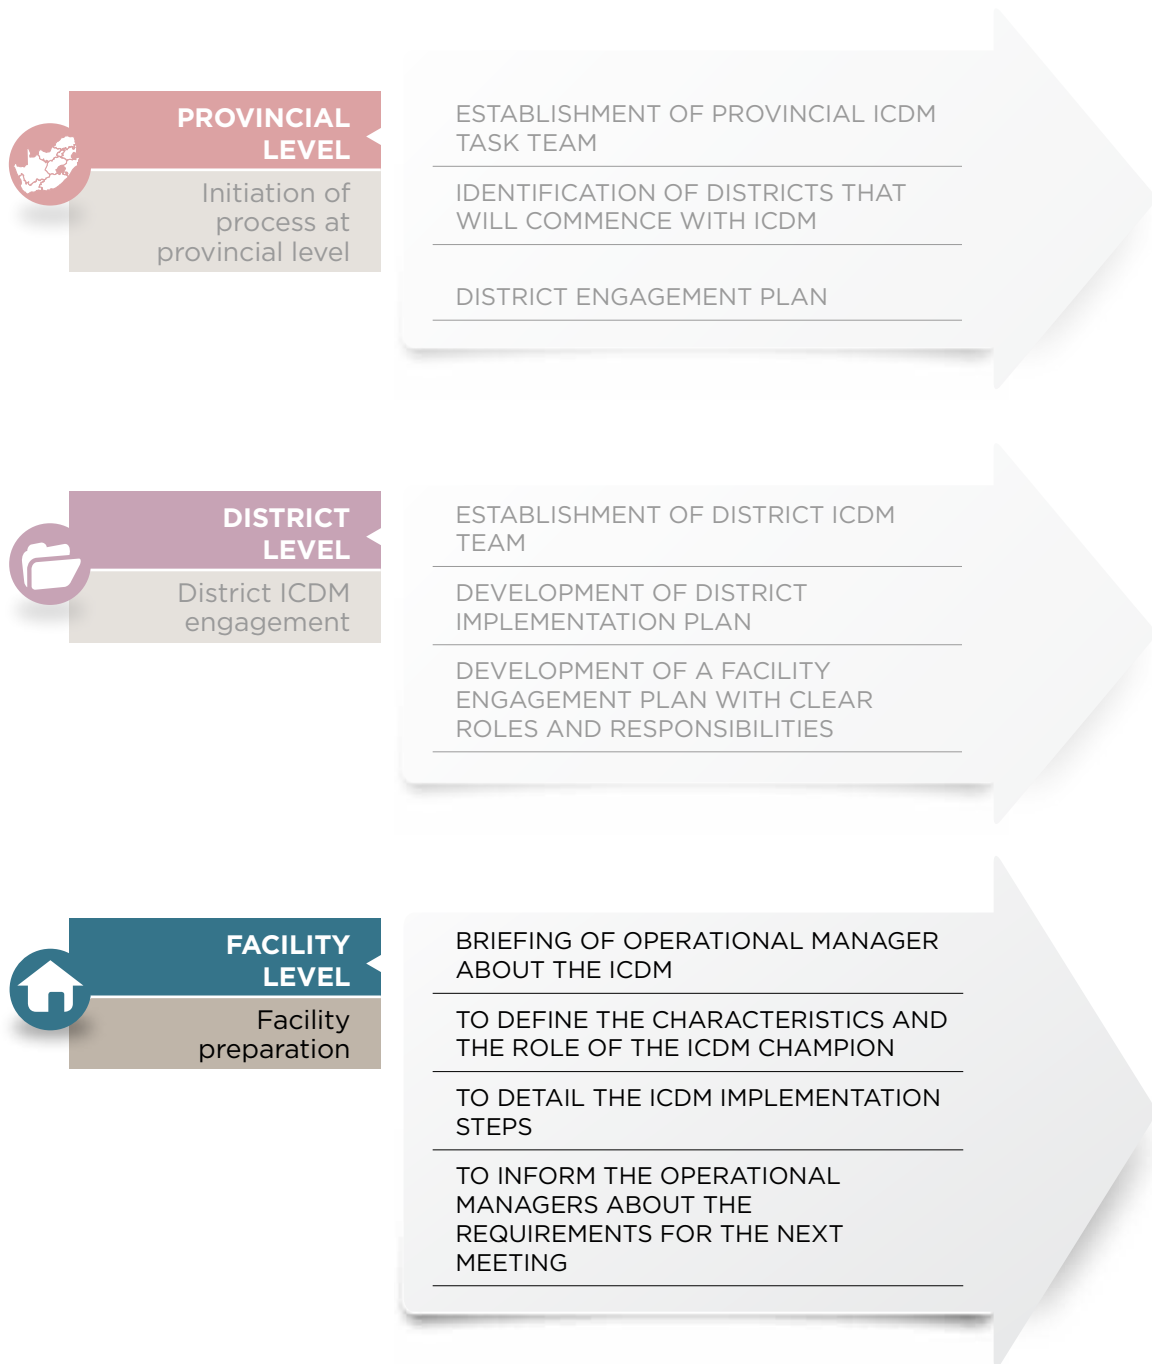 PROVINCIAL
LEVEL
Initiation of
process at
provincial level
ESTABLISHMENT OF PROVINCIAL ICDM
TASK TEAM
IDENTIFICATION OF DISTRICTS THAT
WILL COMMENCE WITH ICDM
DISTRICT ENGAGEMENT PLAN
DISTRICT
LEVEL
District ICDM
engagement
ESTABLISHMENT OF DISTRICT ICDM
TEAM
DEVELOPMENT OF DISTRICT
IMPLEMENTATION PLAN
DEVELOPMENT OF A FACILITY
ENGAGEMENT PLAN WITH CLEAR
ROLES AND RESPONSIBILITIES
FACILITY
LEVEL
Facility
preparation
BRIEFING OF OPERATIONAL MANAGER
ABOUT THE ICDM
TO DEFINE THE CHARACTERISTICS AND
THE ROLE OF THE ICDM CHAMPION
TO DETAIL THE ICDM IMPLEMENTATION
STEPS
TO INFORM THE OPERATIONAL
MANAGERS ABOUT THE
REQUIREMENTS FOR THE NEXT
MEETING